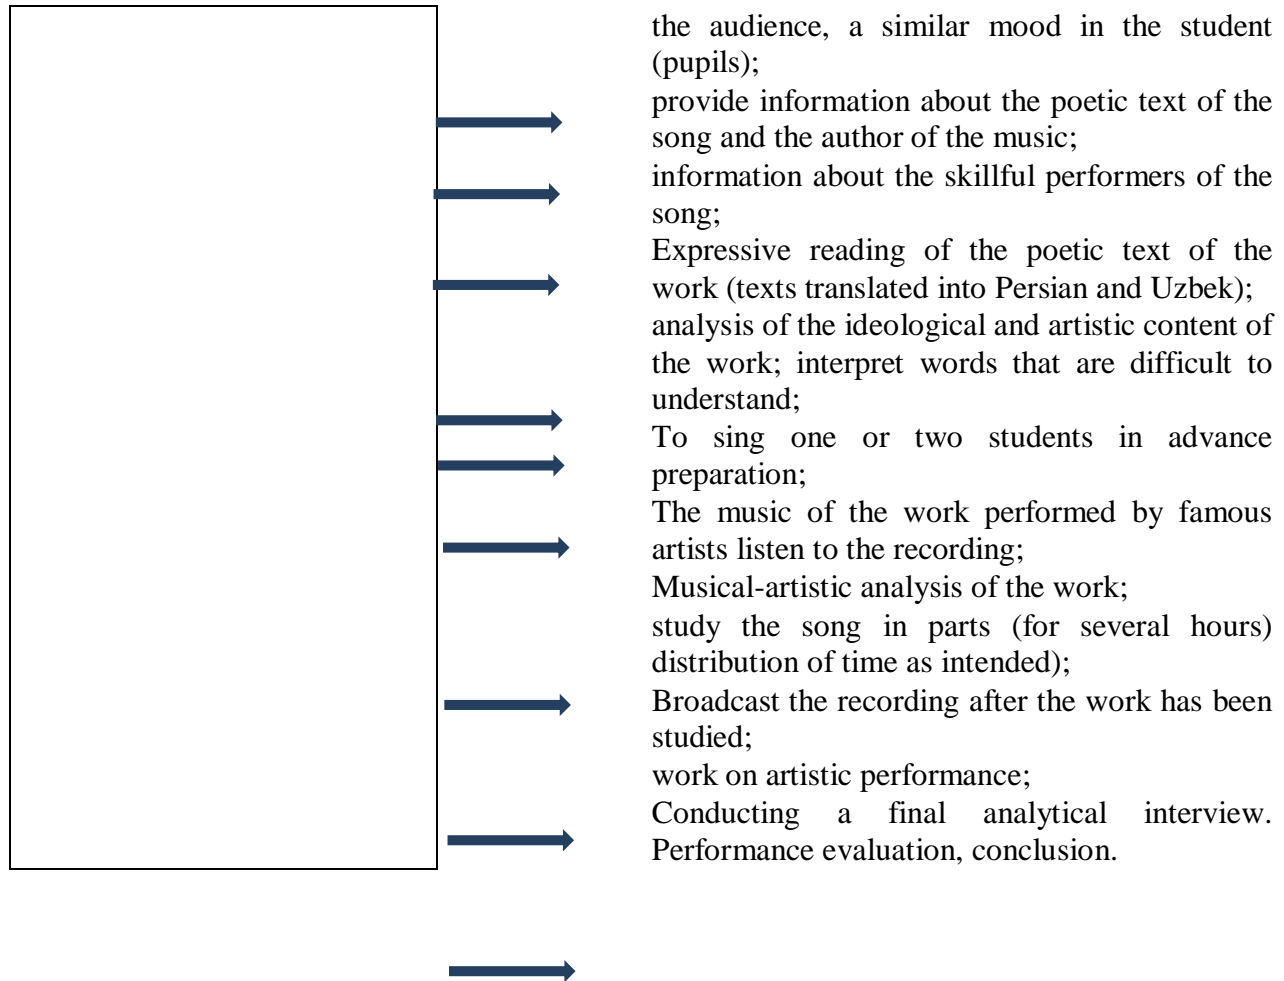 the audience, a similar mood in the student
(pupils);
provide information about the poetic text of the
song and the author of the music;
information about the skillful performers of the
song;
Expressive reading of the poetic text of the
work (texts translated into Persian and Uzbek);
analysis of the ideological and artistic content of
the work; interpret words that are difficult to
understand;
To sing one or two students in advance
preparation;
The music of the work performed by famous
artists listen to the recording;
Musical-artistic analysis of the work;
study the song in parts (for several hours)
distribution of time as intended);
Broadcast the recording after the work has been
studied;
work on artistic performance;
Conducting a final analytical interview.
Performance evaluation, conclusion.